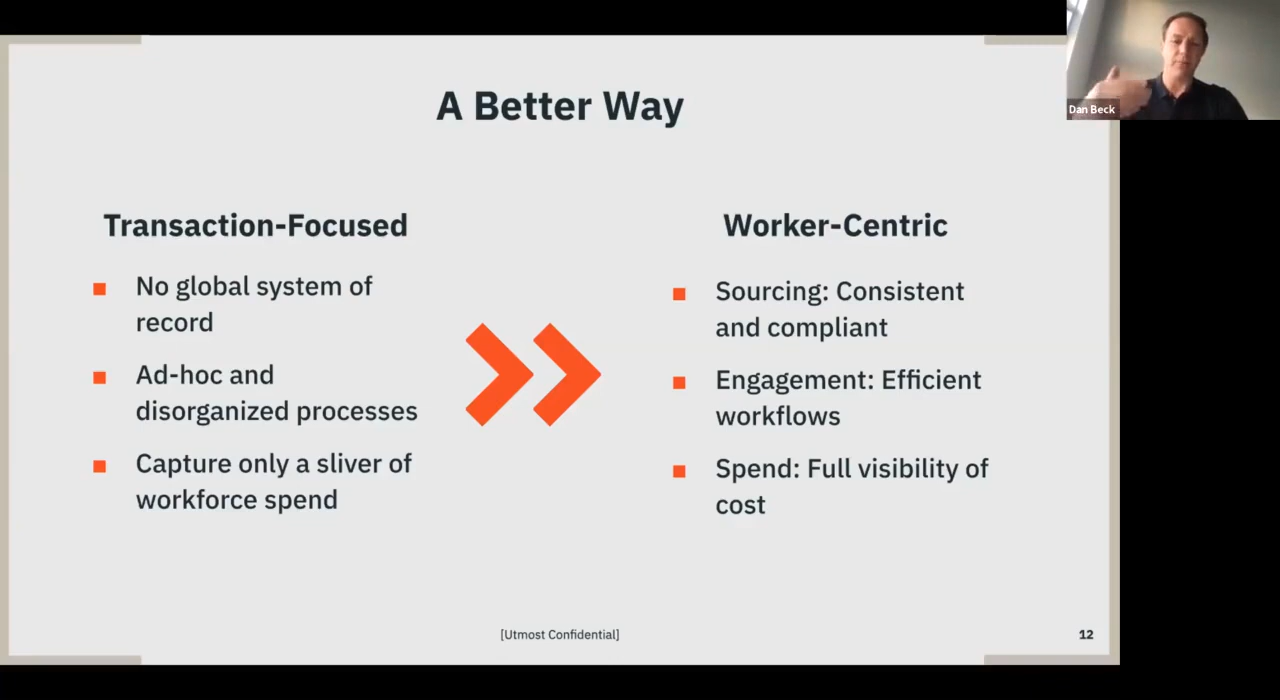 A Better Way
Dan Beck
Transaction-Focused
No global system of
record
Ad-hoc and
disorganized processes
Capture only a sliver of
workforce spend
Worker-Centric
Sourcing: Consistent
and compliant
Engagement: Efficient
workflows
Spend: Full visibility of
cost
[Utmost Confidential]
12